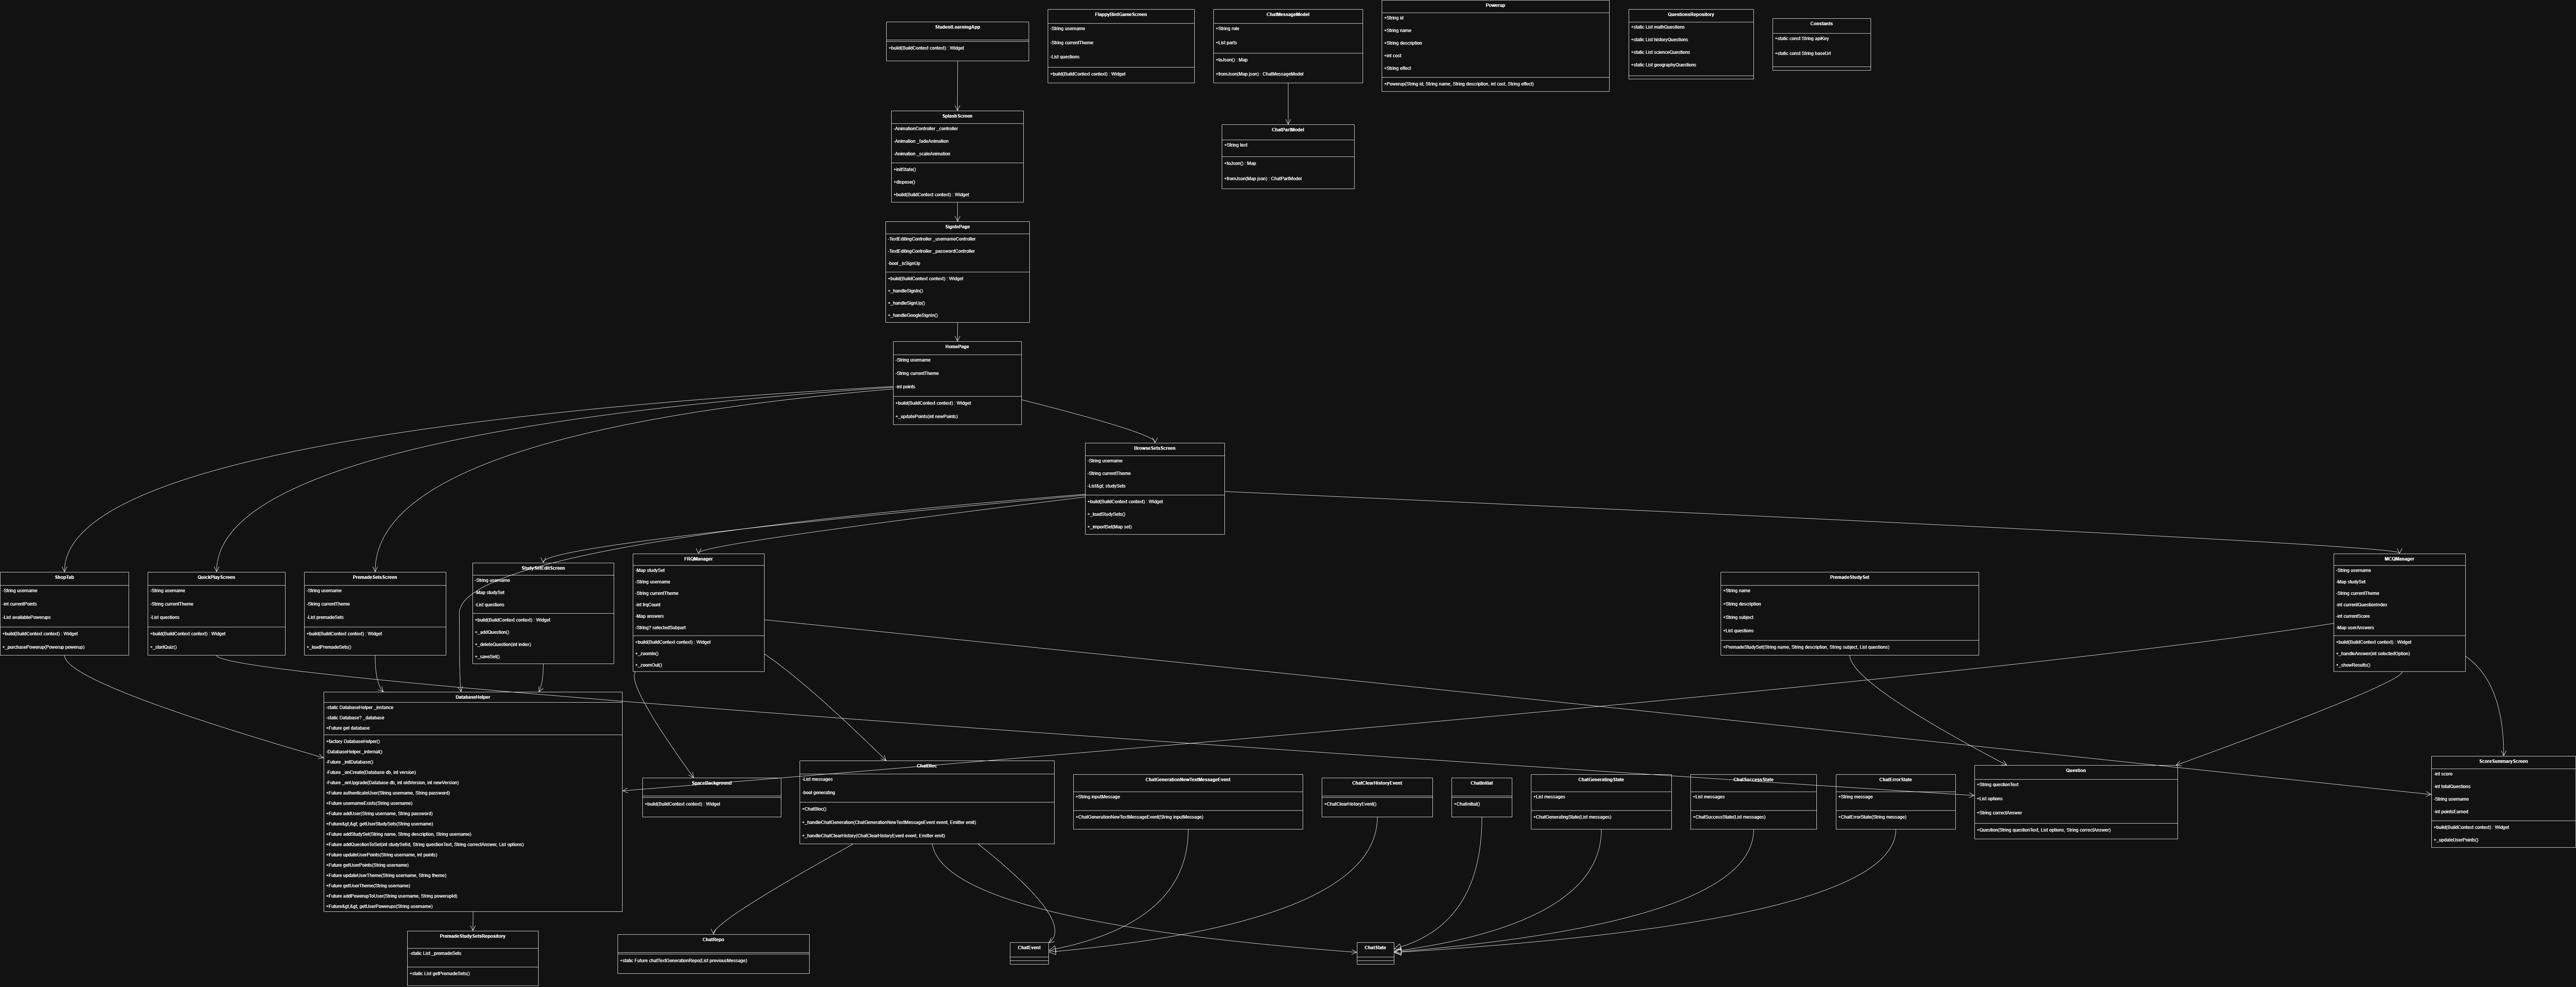 StudentLearningApp
+build(BuildContext context) : Widget
FlappyBirdGameScreen
-String username
-String currentTheme
-List questions
+build(BuildContext context) : Widget
ChatMessageModel
+String role
+List parts
+toJson() : Map
+fromJson(Map json) : ChatMessageModel
Powerup
+String id
+String name
+String description
+int cost
+String effect
+Powerup(String id, String name, String description, int cost, String effect)
QuestionsRepository
+static List mathQuestions
+static List historyQuestions
+static List scienceQuestions
+static List geographyQuestions
Constants
+static const String apiKey
+static const String baseUrl
SplashScreen
-AnimationController _controller
-Animation _fadeAnimation
-Animation _scaleAnimation
+initState()
+dispose()
+build(BuildContext context) : Widget
ChatPartModel
+String text
+toJson() : Map
+fromJson(Map json) : ChatPartModel
SignInPage
-TextEditingController _usernameController
-TextEditingController _passwordController
-bool _isSignUp
+build(BuildContext context) : Widget
+_handleSignIn()
+_handleSignUp()
+_handleGoogleSignIn()
HomePage
-String username
-String currentTheme
-int points
+build(BuildContext context) : Widget
+_updatePoints(int newPoints)
BrowseSetsScreen
-String username
-String currentTheme
-List&gt; studySets
+build(BuildContext context) : Widget
+_loadStudySets()
+_importSet(Map set)
ShopTab
-String username
-int currentPoints
-List availablePowerups
+build(BuildContext context) : Widget
+_purchasePowerup(Powerup powerup)
QuickPlayScreen
-String username
-String currentTheme
-List questions
+build(BuildContext context) : Widget
+_startQuiz()
PremadeSetsScreen
-String username
-String currentTheme
-List premadeSets
+build(BuildContext context) : Widget
+_loadPremadeSets()
StudySetEditScreen
-String username
-Map studySet
-List questions
+build(BuildContext context) : Widget
+_addQuestion()
+_deleteQuestion(int index)
+_saveSet()
FRQManager
-Map studySet
-String username
-String currentTheme
-int frqCount
-Map answers
-String? selectedSubpart
+build(BuildContext context) : Widget
+_zoomIn()
+_zoomOut()
PremadeStudySet
+String name
+String description
+String subject
+List questions
+PremadeStudySet(String name, String description, String subject, List questions)
MCQManager
-String username
-Map studySet
-String currentTheme
-int currentQuestionIndex
-int currentScore
-Map userAnswers
+build(BuildContext context) : Widget
+_handleAnswer(int selectedOption)
+_showResults()
DatabaseHelper
-static DatabaseHelper _instance
-static Database? _database
+Future get database
+factory DatabaseHelper()
-DatabaseHelper._internal()
-Future _initDatabase()
-Future _onCreate(Database db, int version)
-Future _onUpgrade(Database db, int oldVersion, int newVersion)
+Future authenticateUser(String username, String password)
+Future usernameExists(String username)
+Future addUser(String username, String password)
+Future&gt;&gt; getUserStudySets(String username)
+Future addStudySet(String name, String description, String username)
+Future addQuestionToSet(int studySetId, String questionText, String correctAnswer, List options)
+Future updateUserPoints(String username, int points)
+Future getUserPoints(String username)
+Future updateUserTheme(String username, String theme)
+Future getUserTheme(String username)
+Future addPowerupToUser(String username, String powerupId)
+Future&gt;&gt; getUserPowerups(String username)
SpaceBackground
+build(BuildContext context) : Widget
ChatBloc
-List messages
-bool generating
+ChatBloc()
+_handleChatGeneration(ChatGenerationNewTextMessageEvent event, Emitter emit)
+_handleChatClearHistory(ChatClearHistoryEvent event, Emitter emit)
ChatGenerationNewTextMessageEvent
+String inputMessage
+ChatGenerationNewTextMessageEvent(String inputMessage)
ChatClearHistoryEvent
+ChatClearHistoryEvent()
ChatInitial
+ChatInitial()
ChatGeneratingState
+List messages
+ChatGeneratingState(List messages)
ChatSuccessState
+List messages
+ChatSuccessState(List messages)
ChatErrorState
+String message
+ChatErrorState(String message)
Question
+String questionText
+List options
+String correctAnswer
+Question(String questionText, List options, String correctAnswer)
ScoreSummaryScreen
-int score
-int totalQuestions
-String username
-int pointsEarned
+build(BuildContext context) : Widget
+_updateUserPoints()
PremadeStudySetsRepository
-static List _premadeSets
+static List getPremadeSets()
ChatRepo
+static Future chatTextGenerationRepo(List previousMessage)
ChatEvent
ChatState